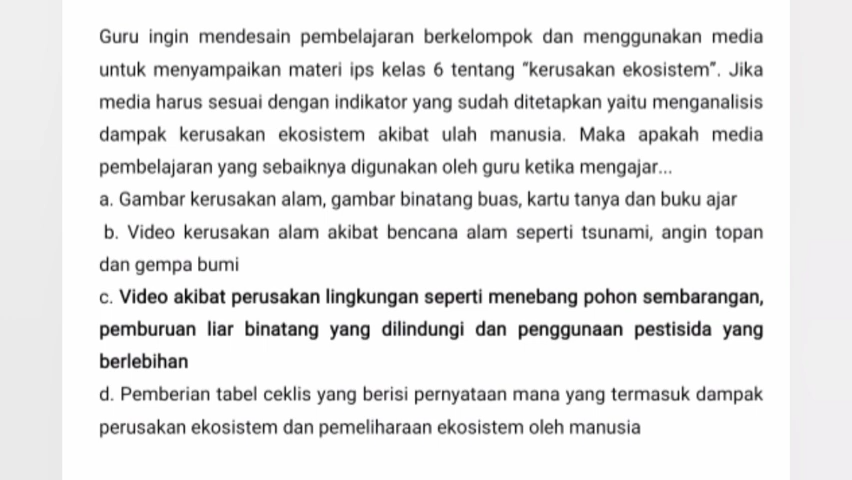 Guru ingin mendesain pembelajaran berkelompok dan menggunakan media
untuk menyampaikan materi ips kelas 6 tentang “kerusakan ekosistem”. Jika
media harus sesuai dengan indikator yang sudah ditetapkan yaitu menganalisis
dampak kerusakan ekosistem akibat ulah manusia. Maka apakah media
pembelajaran yang sebaiknya digunakan oleh guru ketika mengajar...
a. Gambar kerusakan alam, gambar binatang buas, kartu tanya dan buku ajar
b. Video kerusakan alam akibat bencana alam seperti tsunami, angin topan
dan gempa bumi
c. Video akibat perusakan lingkungan seperti menebang pohon sembarangan,
pemburuan liar binatang yang dilindungi dan penggunaan pestisida yang
berlebihan
d. Pemberian tabel ceklis yang berisi pernyataan mana yang termasuk dampak
perusakan ekosistem dan pemeliharaan ekosistem oleh manusia